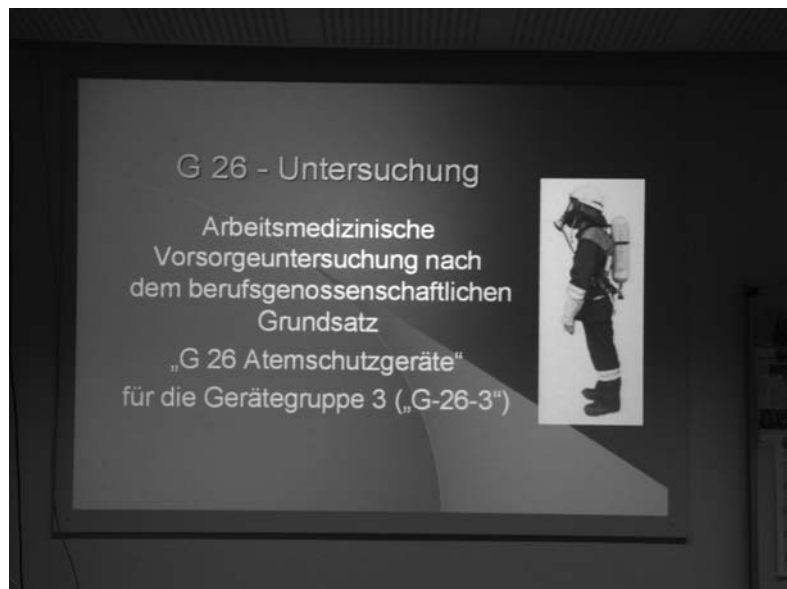 G 26 - Untersuchung
Arbeitsmedizinische
Vorsorgeuntersuchung nach
dem berufsgenossenschaftlichen
Grundsatz
„G 26 Atemschutzgeräte“
für die Gerätegruppe 3 („G-26-3“)